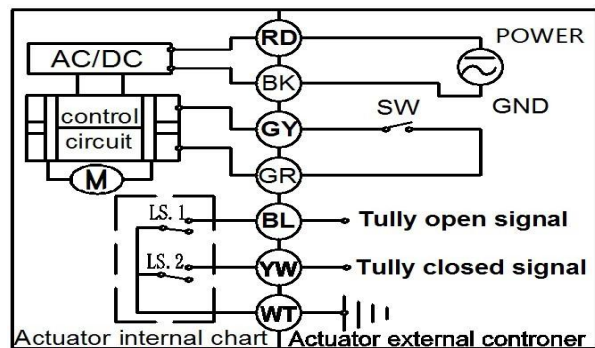 RD
POWER
AC/DC
BK
SW
GND
control
GY
circuit
GR
M
LS.1
BL
Tully open signal
LS.2
YW
Tully closed signal
WT
Actuator internal chart
Actuator external controner